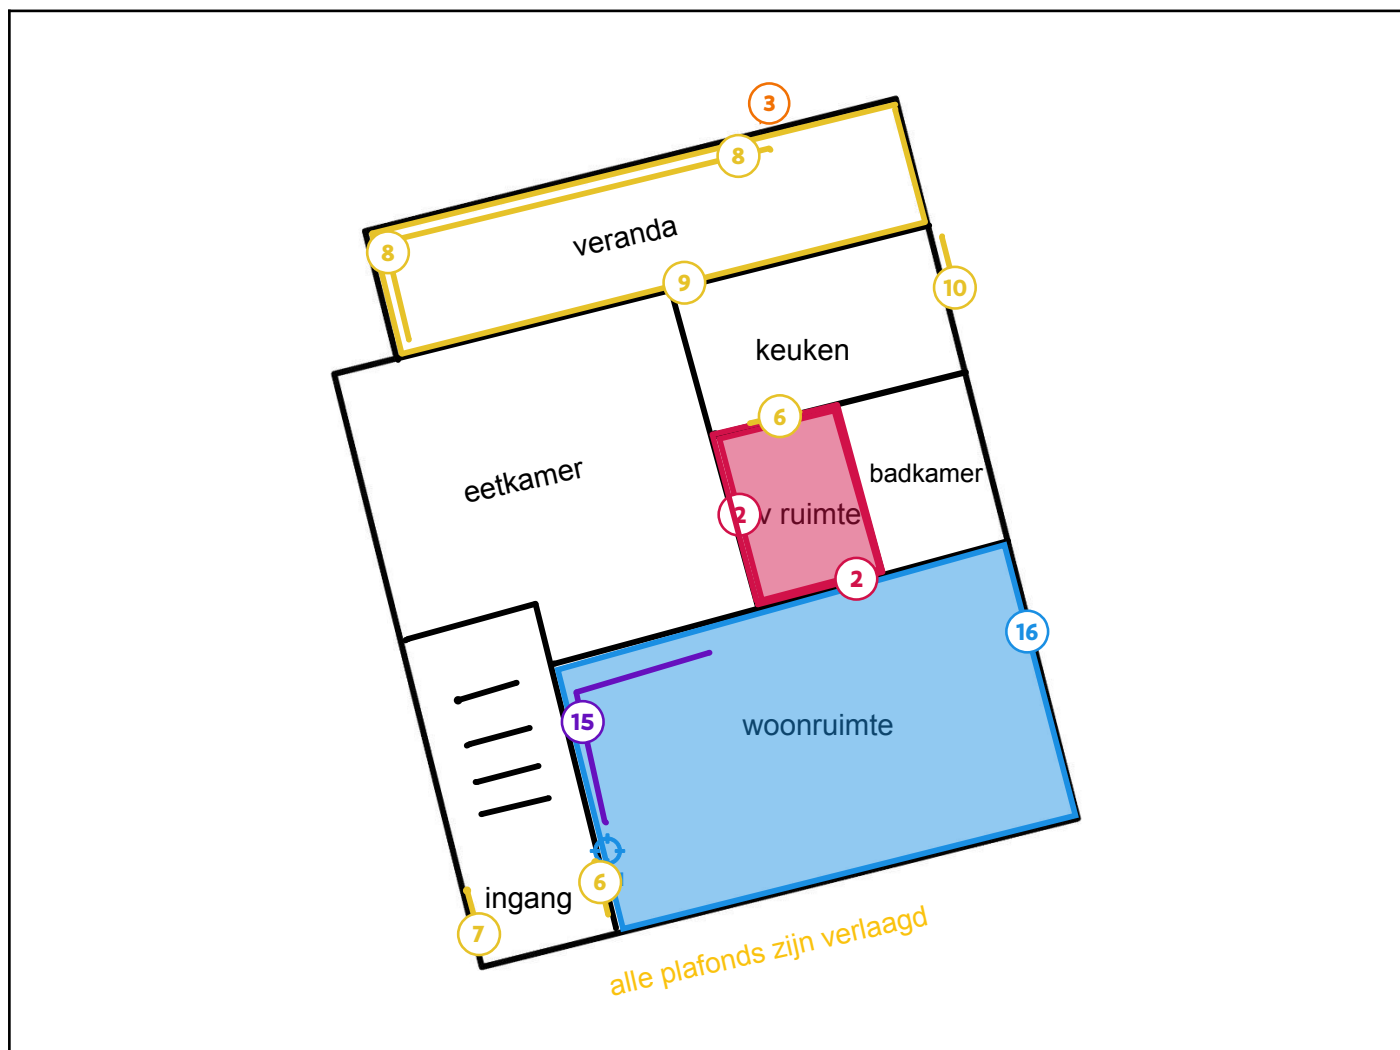 3
8
veranda
8
9
10
keuken
6
eetkamer
badkamer
2
v ruimte
2
16
15
woonruimte
6
ingang
7
alle plafonds zijn verlaagd